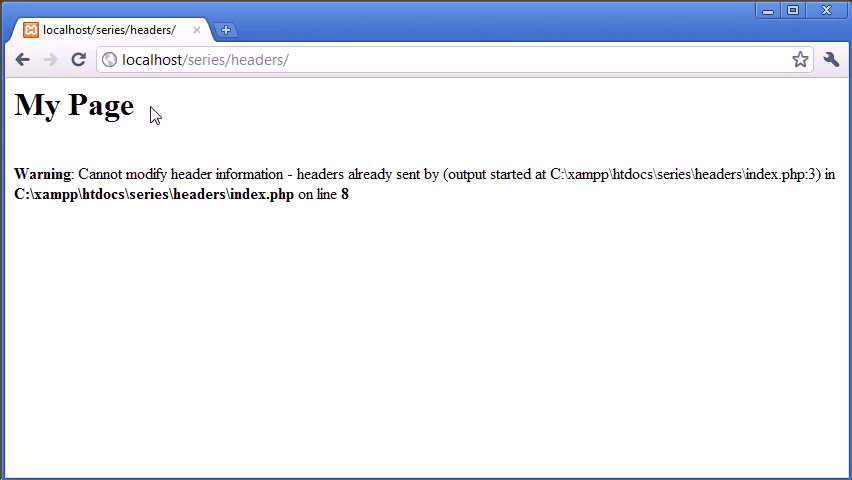 localhost/series/headers/
localhost/series/headers/
My Page
Warning: Cannot modify header information - headers already sent by (output started at C:\xampp\htdocs\series\headers\index.php:3) in
C:\xampp\htdocs\series\headers\index.php on line 8